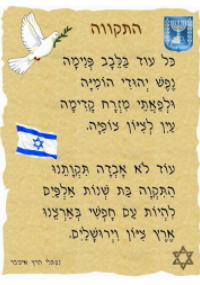 התקווה
כֹּל עוֹד בַּלֵּבָב פְּנִימָה
נֶפֶשׁ יְהוּדִי הוֹמִיָּה
וּלְפַאֲתֵי מִזְרָח קָדִימָה
עַיִן לְצִיּוֹן צוֹפִיָּה.
עוֹד לֹא אָבְדָה תִּקְוָתֵנוּ
הַתִּקְוָה בַּת שְׁנוֹת אַלְפַּיִם
לִהְיוֹת עַם חָפְשִׁי בְּאַרְצֵנוּ
אֶרֶץ צִיּוֹן וִירוּשָׁלַיִם.
נפתלי הרץ אימבר